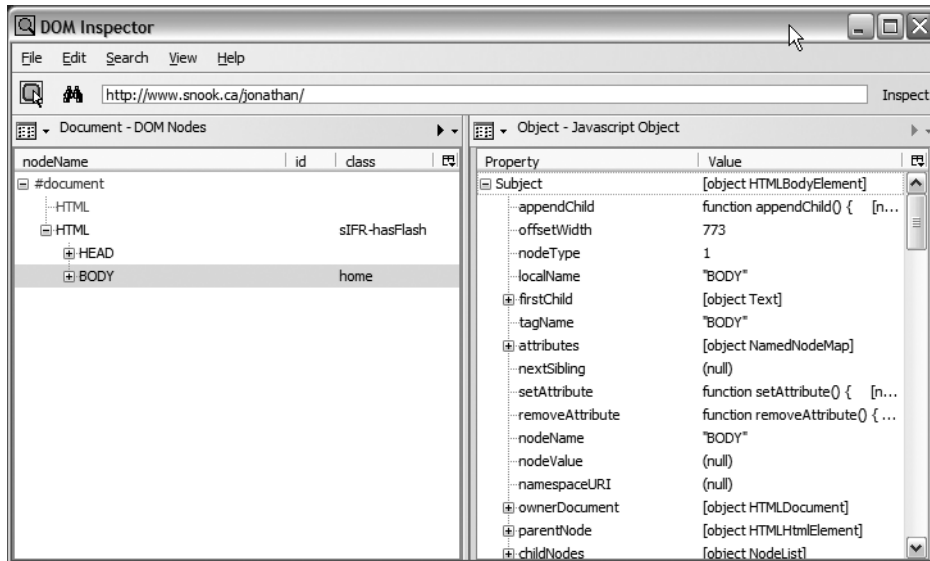 DOM Inspector
File Edit Search View Help
http://www.snook.ca/jonathan/ Inspect
Document - DOM Nodes
nodeName id class
#document
HTML
HTML sIFR-hasFlash
HEAD
BODY home
Object - Javascript Object
Property Value
Subject [object HTMLBodyElement]
appendChild function appendChild() { [n...
offsetWidth 773
nodeType 1
localName "BODY"
firstChild [object Text]
tagName "BODY"
attributes [object NamedNodeMap]
nextSibling (null)
setAttribute function setAttribute() { [n...
removeAttribute function removeAttribute() { ...
nodeName "BODY"
nodeValue (null)
namespaceURI (null)
ownerDocument [object HTMLDocument]
parentNode [object HTMLHtmlElement]
childNodes [object NodeList]